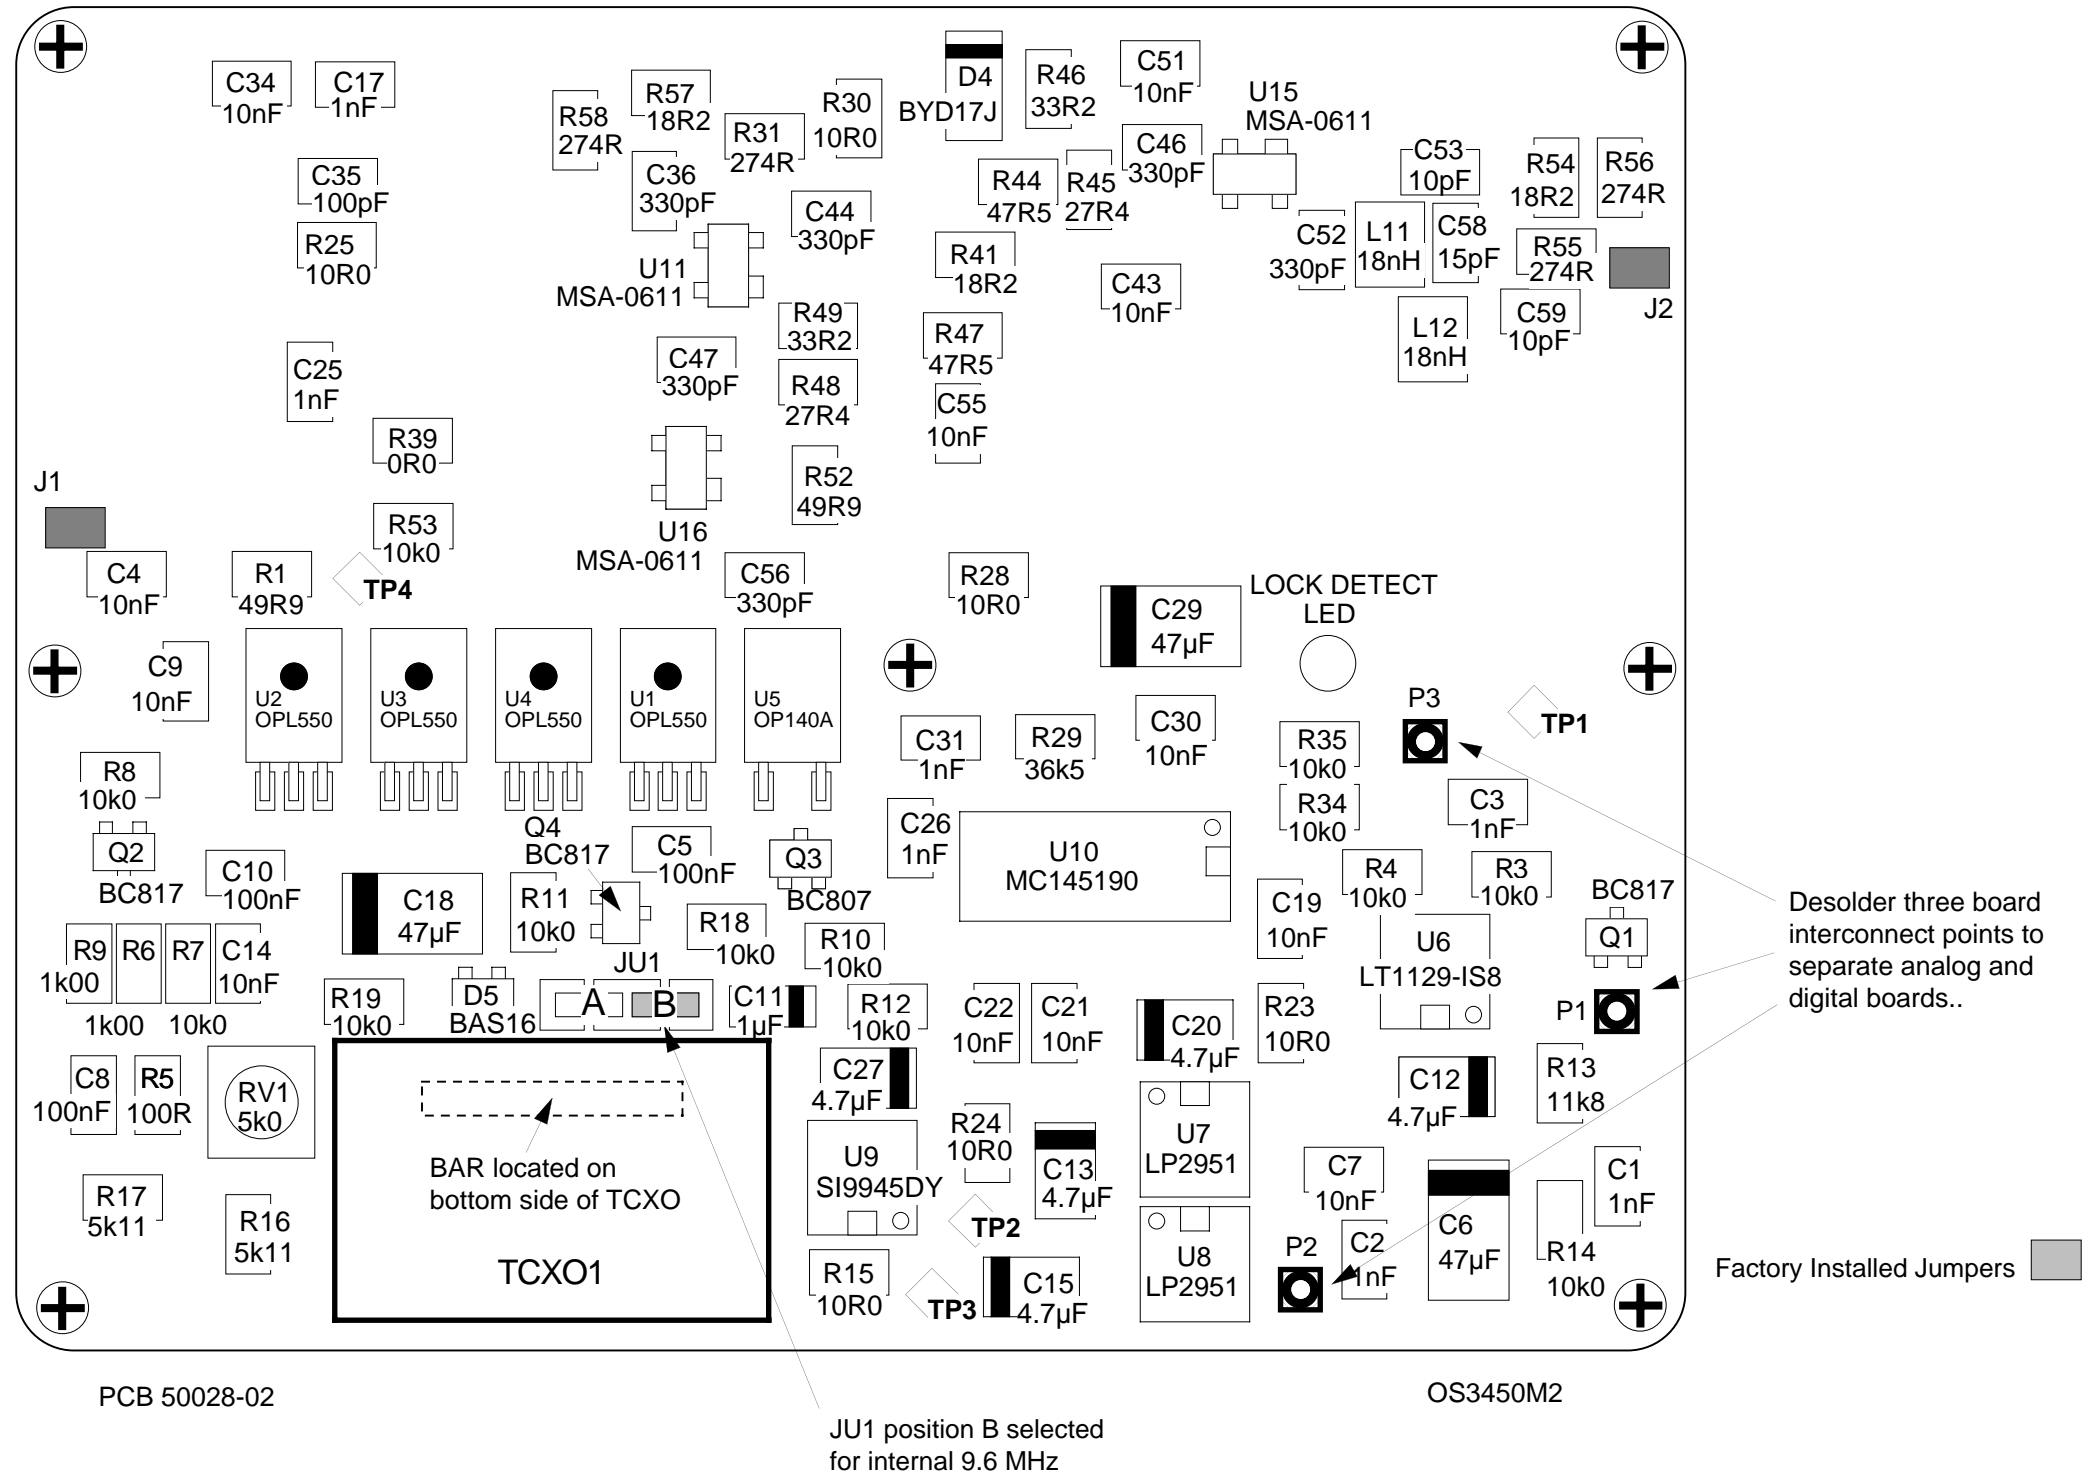 C34
10nF
C17
1nF
C35
100pF
R25
10R0
C25
1nF
R39
0R0
R53
10k0
J1
C4
10nF
R1
49R9
TP4
R58
274R
R57
18R2
R31
274R
R30
10R0
C36
330pF
C44
330pF
U11
MSA-0611
R49
33R2
C47
330pF
R48
27R4
R52
49R9
U16
MSA-0611
C56
330pF
D4
BYD17J
R46
33R2
C51
10nF
U15
MSA-0611
C46
330pF
R44
47R5
R45
27R4
R41
18R2
C43
10nF
R47
47R5
C55
10nF
C53
10pF
R54
18R2
R56
274R
C52
330pF
L11
18nH
C58
15pF
R55
274R
J2
L12
18nH
C59
10pF
R28
10R0
C29
47µF
LOCK DETECT
LED
C9
10nF
U2
OPL550
U3
OPL550
U4
OPL550
U1
OPL550
U5
OP140A
P3
TP1
C31
1nF
R29
36k5
C30
10nF
R35
10k0
R34
10k0
C3
1nF
R8
10k0
Q2
BC817
C10
100nF
C18
47µF
Q4
BC817
R11
10k0
C5
100nF
Q3
BC807
C26
1nF
U10
MC145190
R4
10k0
R3
10k0
BC817
Q1
C19
10nF
U6
LT1129-IS8
P1
Desolder three board
interconnect points to
separate analog and
digital boards..
R9
1k00
R6
1k00
R7
10k0
C14
10nF
R18
10k0
R10
10k0
JU1
A
B
R19
10k0
D5
BAS16
C11
1µF
R12
10k0
C22
10nF
C21
10nF
C20
4.7µF
R23
10R0
C8
100nF
R5
100R
RV1
5k0
C27
4.7µF
C12
4.7µF
R13
11k8
BAR located on
bottom side of TCXO
TCXO1
U9
SI9945DY
R24
10R0
C13
4.7µF
U7
LP2951
C7
10nF
C1
1nF
R17
5k11
R16
5k11
TP2
U8
LP2951
P2
C2
1nF
C6
47µF
R14
10k0
R15
10R0
TP3
C15
4.7µF
Factory Installed Jumpers
PCB 50028-02
OS3450M2
JU1 position B selected
for internal 9.6 MHz